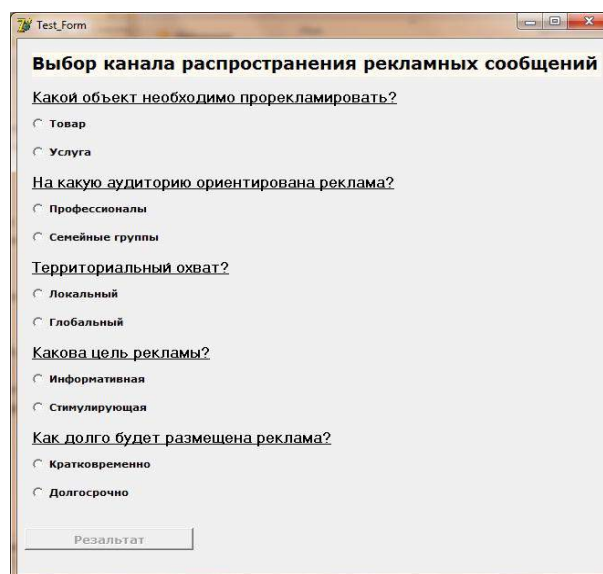 Test_Form
Выбор канала распространения рекламных сообщений
Какой объект необходимо прорекламировать?
Товар
Услуга
На какую аудиторию ориентирована реклама?
Профессионалы
Семейные группы
Территориальный охват?
Локальный
Глобальный
Какова цель рекламы?
Информативная
Стимулирующая
Как долго будет размещена реклама?
Кратковременно
Долгосрочно
Резальтат